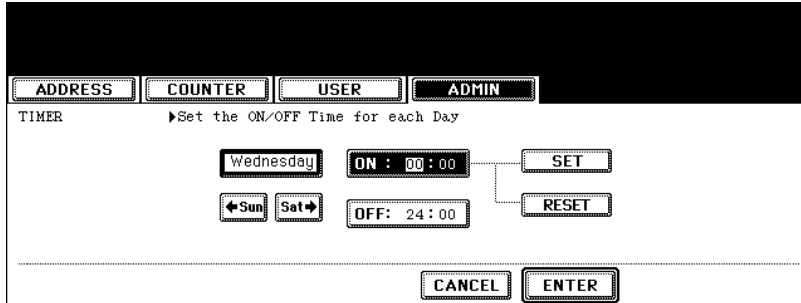 ADDRESS COUNTER USER ADMIN
TIMER ▶Set the ON/OFF Time for each Day
Wednesday ON : 00:00 SET
←Sun Sat→ OFF: 24:00 RESET
CANCEL ENTER